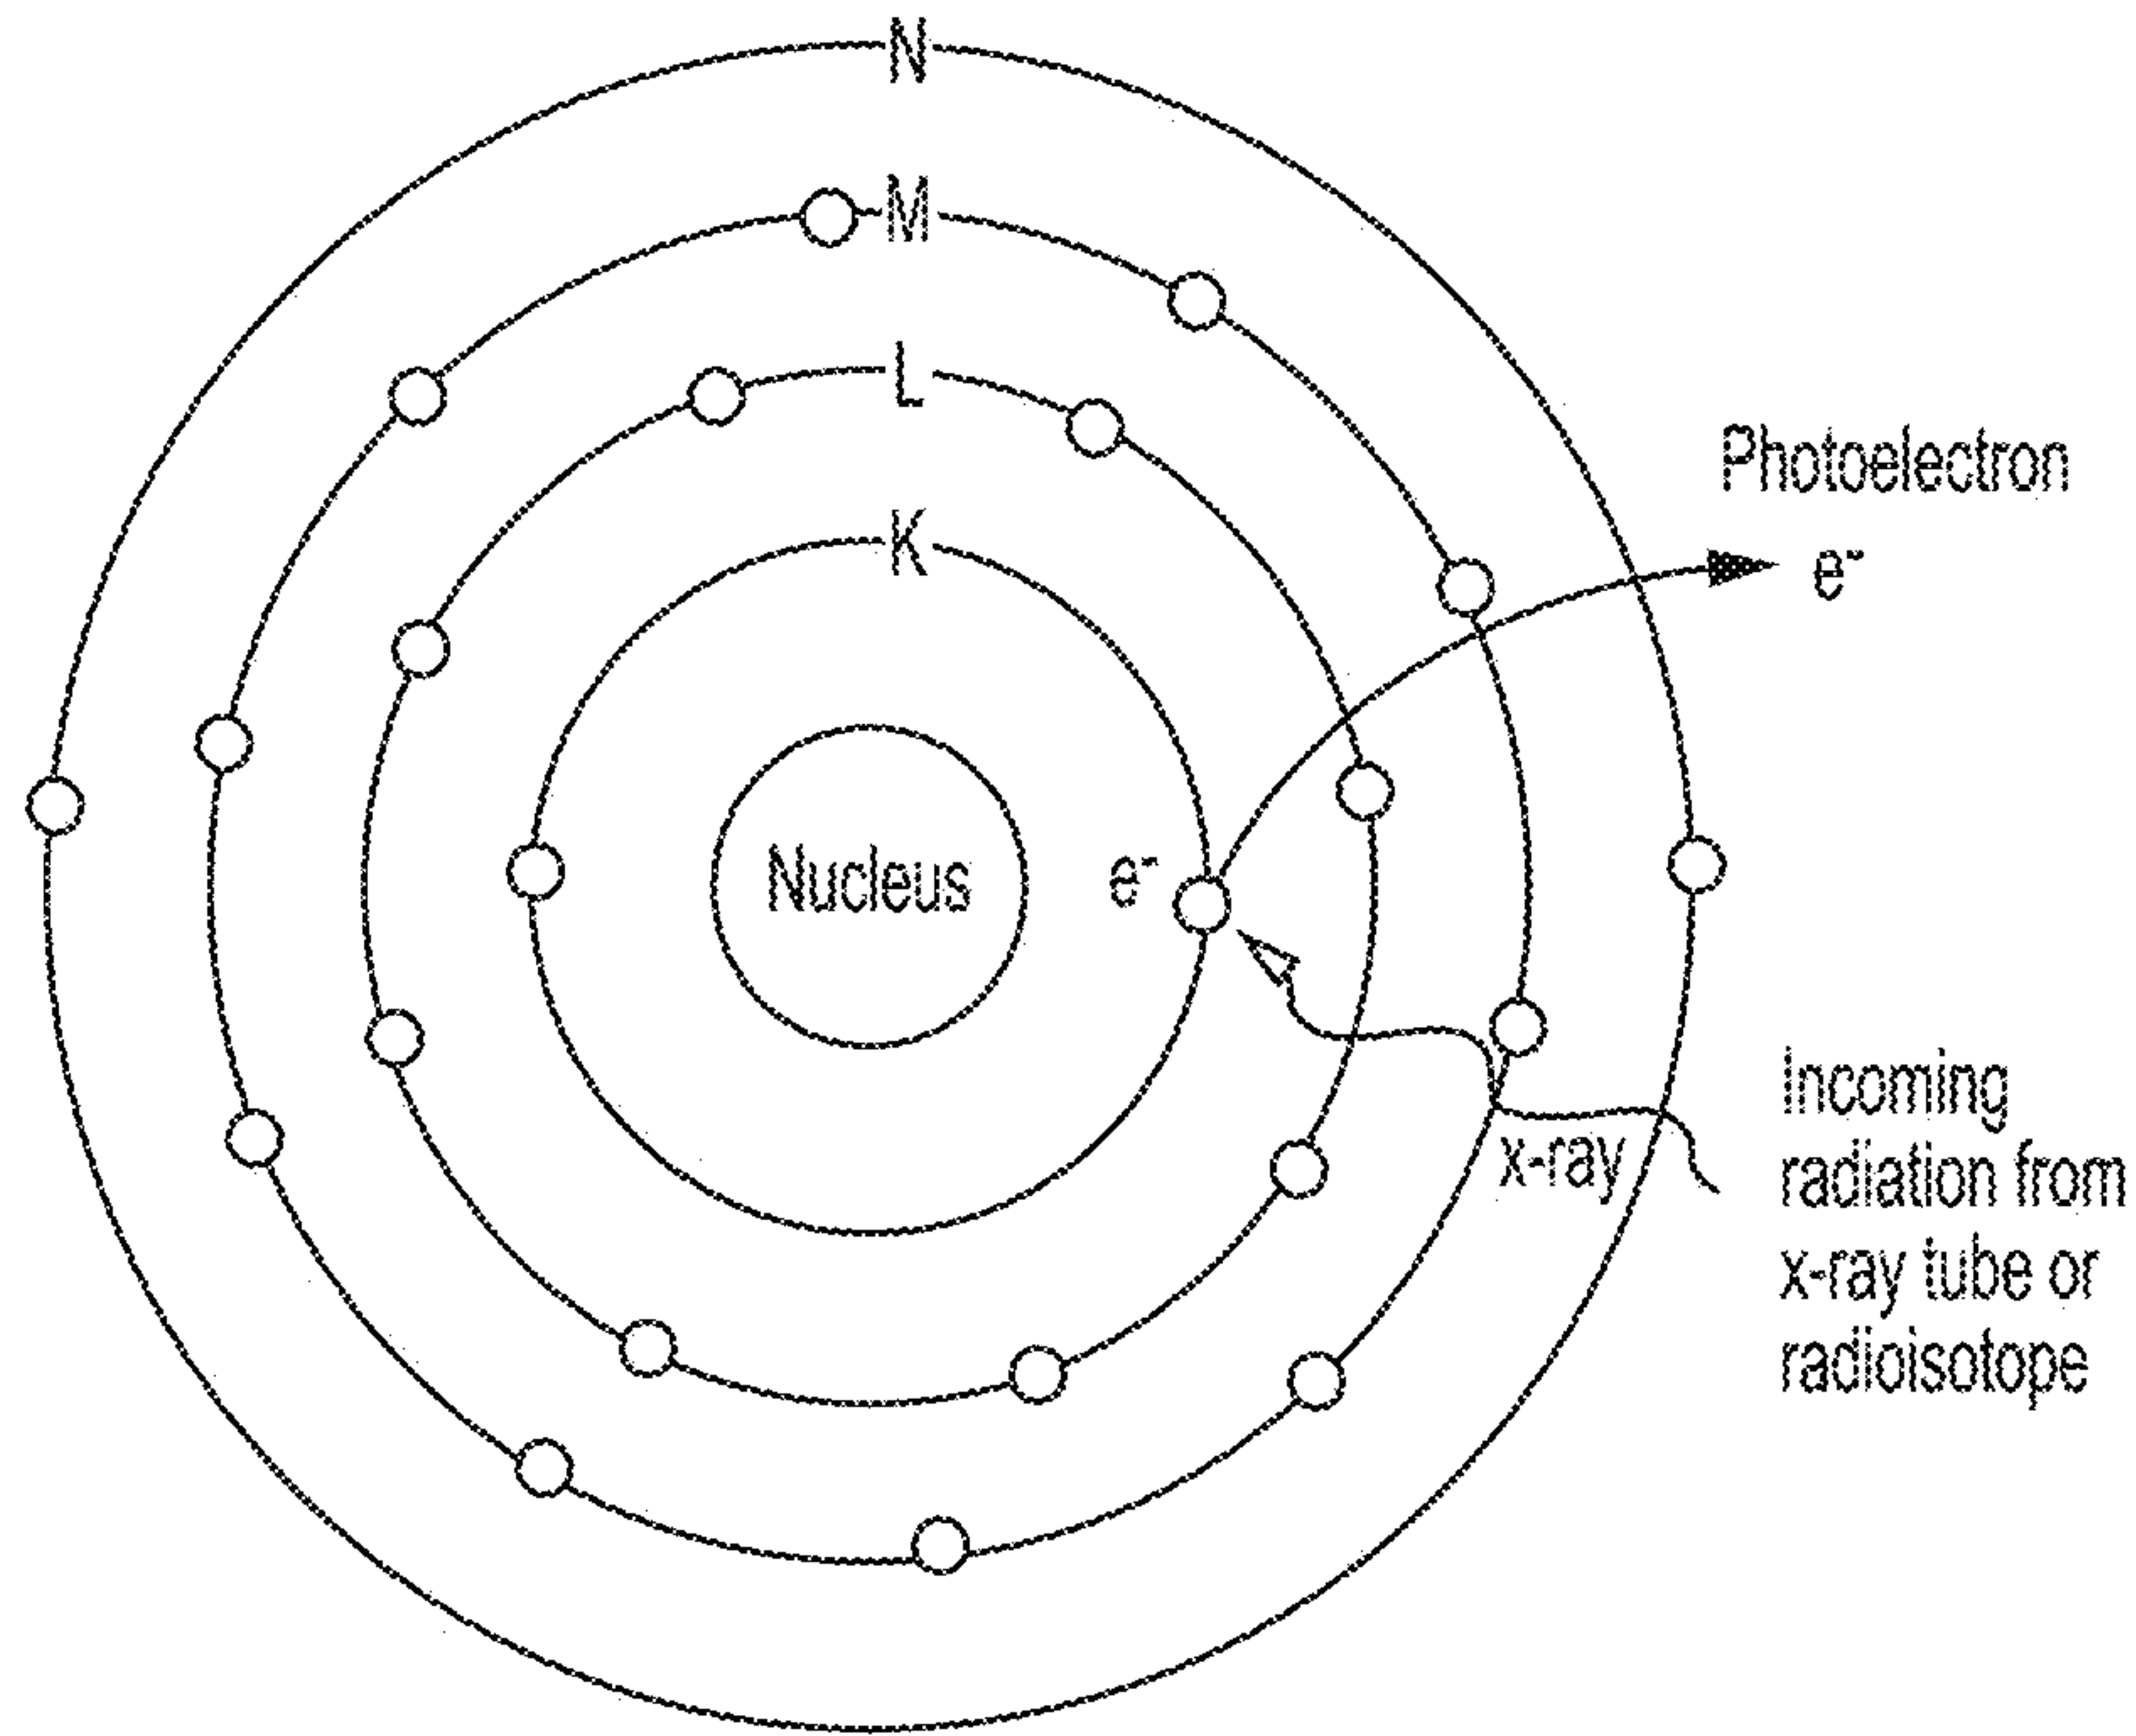 N
M
L
K
Photoelectron
e⁻
Nucleus
e⁻
Incoming
radiation from
x-ray tube or
radioisotope
x-ray